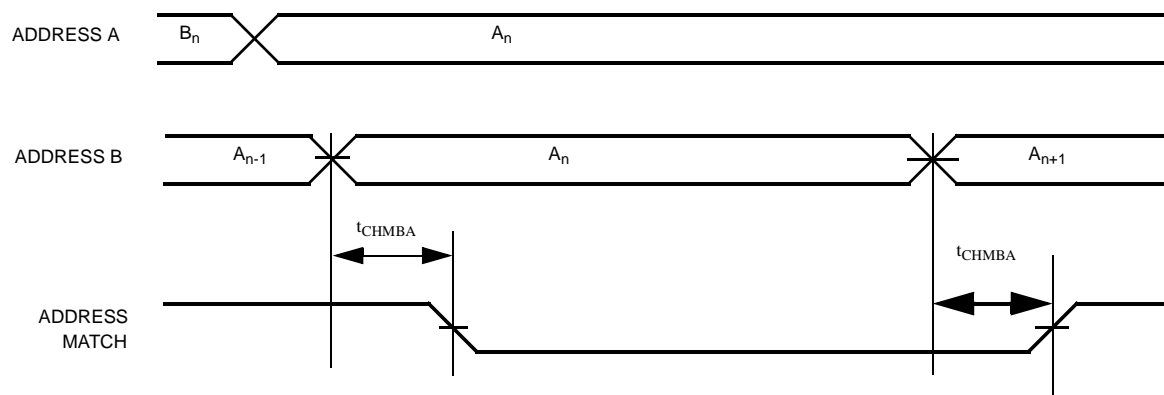 ADDRESS A
Bn
An
ADDRESS B
An-1
An
An+1
tCHMBA
tCHMBA
ADDRESS
MATCH